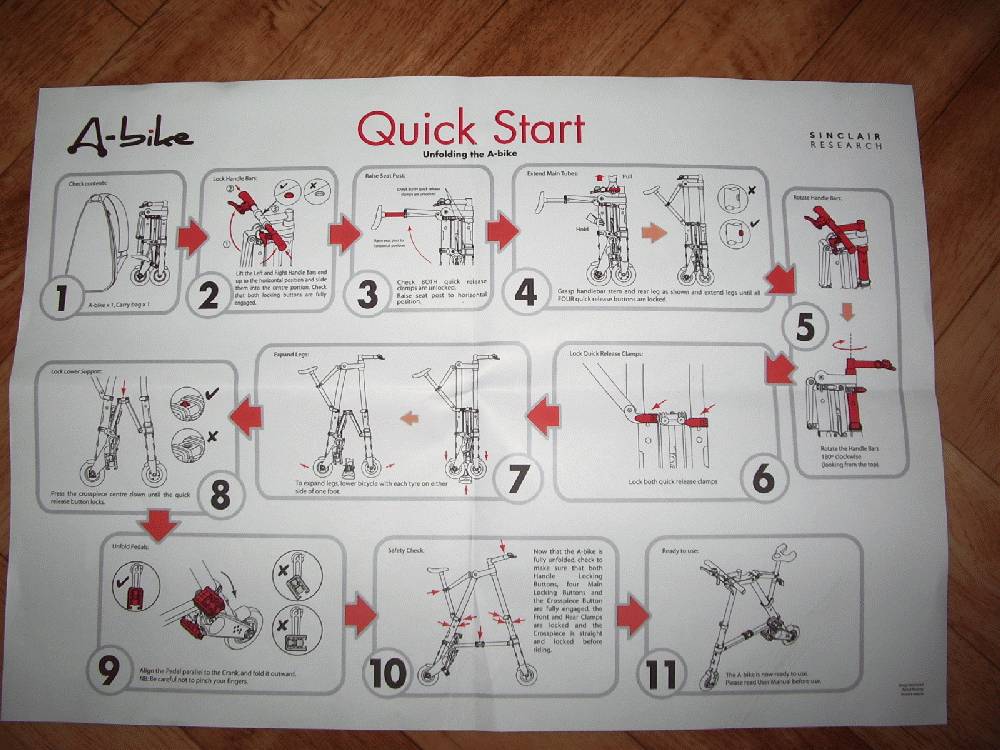 A-bike
Quick Start
Unfolding the A-bike
SINCLAIR
RESEARCH
Check contents:
A-bike x 1, Carry bag x 1
1
Lock Handle Bars:
2
1
Lift the Left and Right Handle Bars end
up to the horizontal position and slide
them into the centre position. Check
that both locking buttons are fully
engaged.
2
Raise Seat Post:
Check BOTH quick release
clamps are unlocked.
Raise seat post to
horizontal position.
Check BOTH quick release
clamps are unlocked.
Raise seat post to horizontal
position.
3
Extend Main Tubes:
Pull
Hold
Grasp handlebar stem and rear leg as shown and extend legs until all
FOUR quick release buttons are locked.
4
Rotate Handle Bars:
5
Rotate the Handle Bars
180° clockwise
(looking from the top).
Lock Quick Release Clamps:
Lock both quick release clamps
6
Expand Legs:
To expand legs, lower bicycle with each tyre on either
side of one foot.
7
Lock Lower Support:
Press the crosspiece centre down until the quick
release button locks.
8
Unfold Pedals:
Align the Pedal parallel to the Crank and fold it outward.
NB: Be careful not to pinch your fingers.
9
Safety Check:
Now that the A-bike is
fully unfolded, check to
make sure that both
Handle Locking
Buttons, four Main
Locking Buttons and
the Crosspiece Button
are fully engaged, the
Front and Rear Clamps
are locked and the
Crosspiece is straight
and locked before
riding.
10
Ready to use:
The A-bike is now ready to use.
Please read User Manual before use.
11